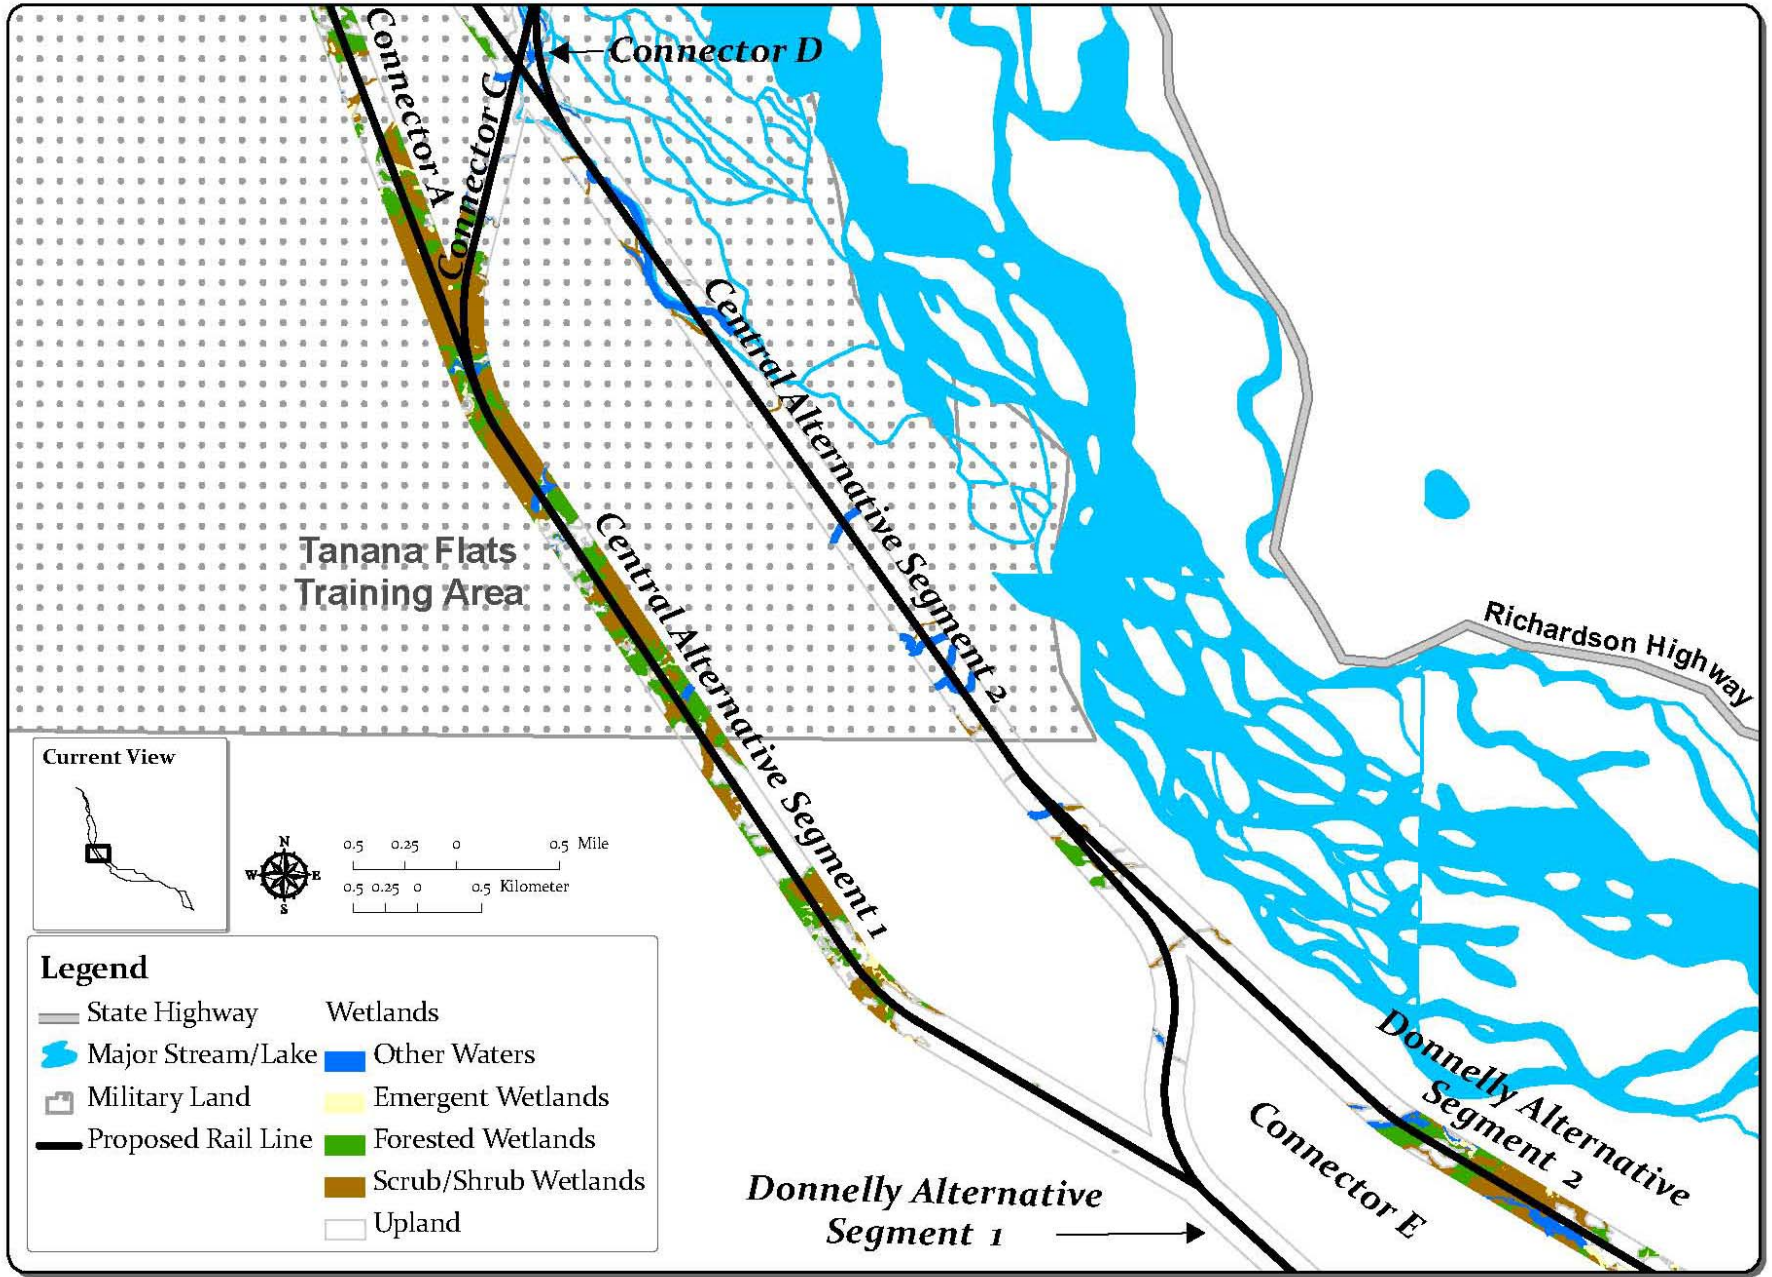 Connector D
Connector A
Connector C
Central Alternative Segment 2
Tanana Flats
Training Area
Central Alternative Segment 1
Richardson Highway
Current View
N
W E
S
0.5 0.25 0 0.5 Mile
0.5 0.25 0 0.5 Kilometer
Legend
State Highway
Major Stream/Lake
Military Land
Proposed Rail Line
Wetlands
Other Waters
Emergent Wetlands
Forested Wetlands
Scrub/Shrub Wetlands
Upland
Donnelly Alternative
Segment 2
Connector E
Donnelly Alternative
Segment 1